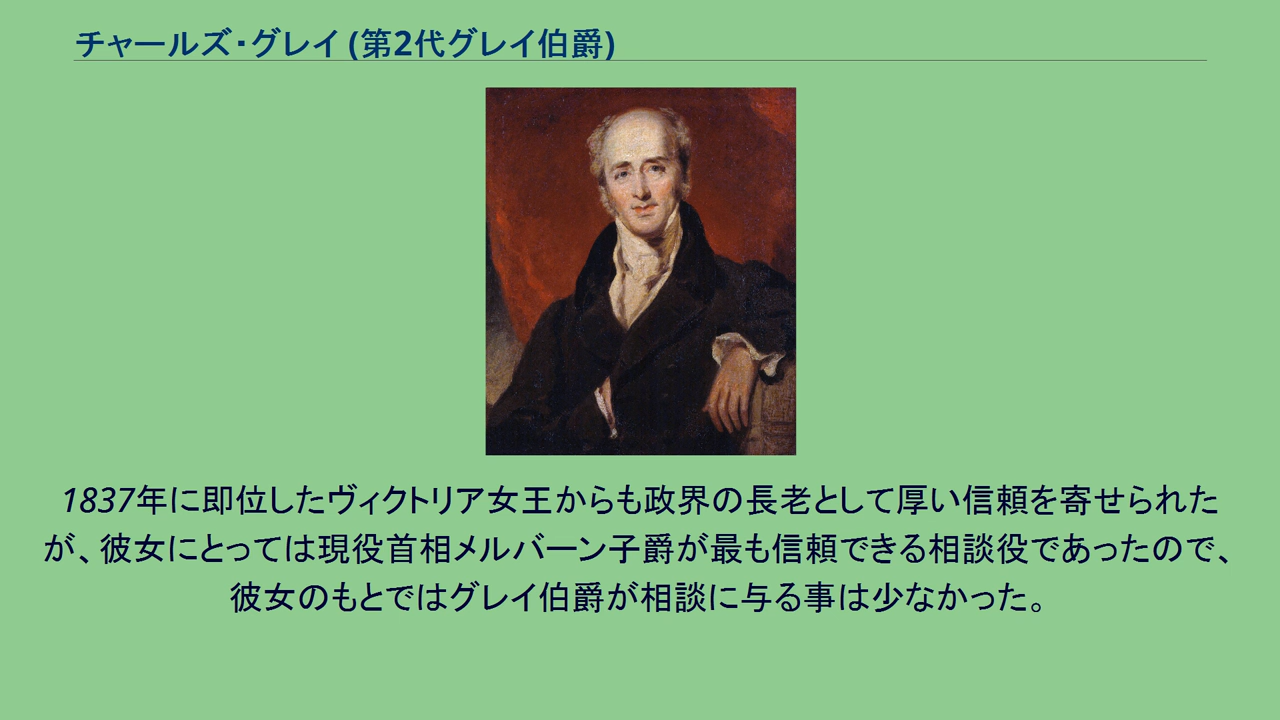 チャールズ・グレイ (第2代グレイ伯爵)
1837年に即位したヴィクトリア女王からも政界の長老として厚い信頼を寄せられた
が、彼女にとっては現役首相メルバーン子爵が最も信頼できる相談役であったので、
彼女のもとではグレイ伯爵が相談に与る事は少なかった。